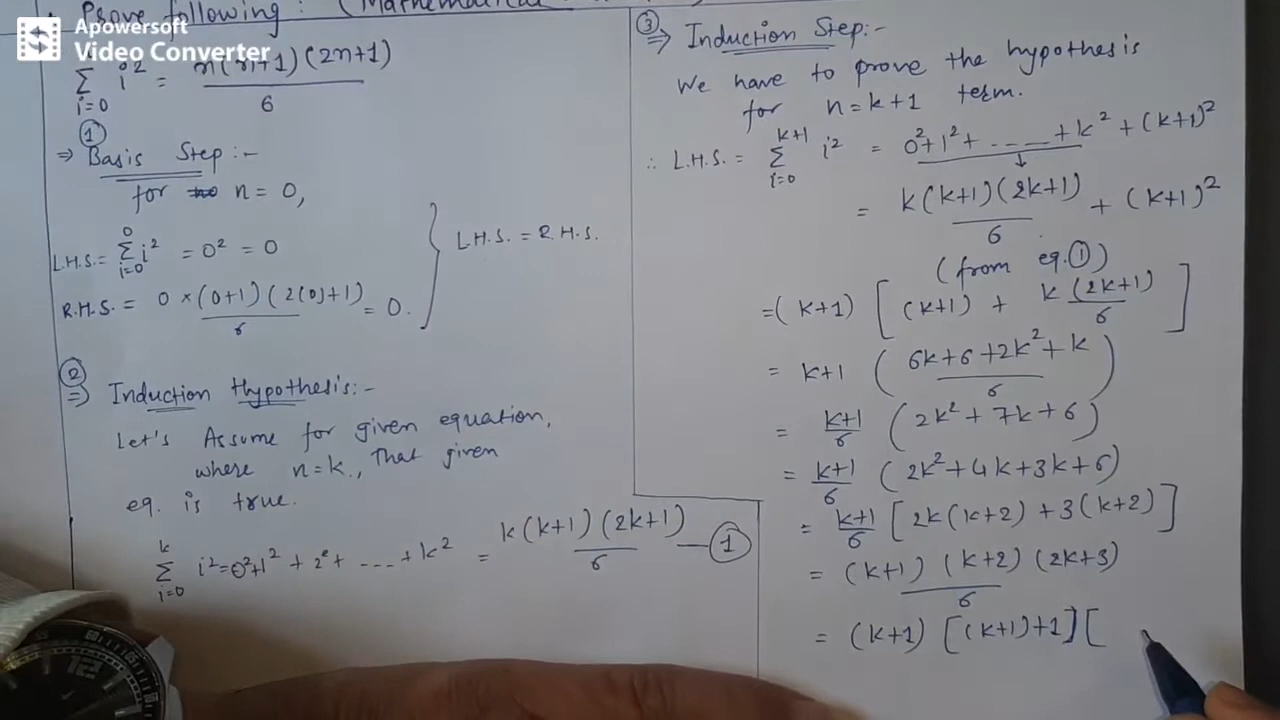 Prove following: (Mathematical
Apowersoft
Video Converter
∑ i=0 i² = n(n+1)(2n+1) / 6
①
⇒ Basis Step:-
for n = 0,
L.H.S. = ∑ i=0 0 i² = 0² = 0
R.H.S. = 0 × (0+1) (2(0)+1) / 6 = 0.
L.H.S. = R.H.S.
②
⇒ Induction Hypothesis:-
Let's Assume for given equation,
where n=k, that given
eq. is true.
∑ i=0 k i² = 0²+1² + 2² + ... + k² = k(k+1)(2k+1) / 6 — ①
③
⇒ Induction Step:-
We have to prove the hypothesis
for n=k+1 term.
∴ L.H.S. = ∑ i=0 k+1 i² = 0²+1²+ ..... +k² + (k+1)²
= k(k+1)(2k+1) / 6 + (k+1)²
(from eq.①)
=(k+1) [ (k+1) + k(2k+1) / 6 ]
= k+1 ( 6k+6+2k²+k / 6 )
= k+1 / 6 (2k² + 7k+6)
= k+1 / 6 (2k²+4k+3k+6)
= k+1 / 6 [2k(k+2) +3(k+2)]
= (k+1) (k+2) (2k+3) / 6
= (k+1) [(k+1)+1] [